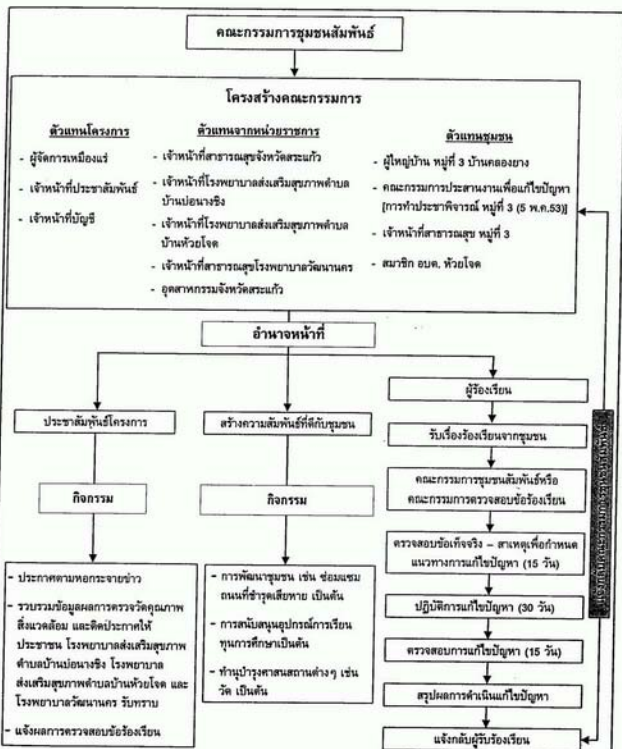 คณะกรรมการชุมชนสัมพันธ์
โครงสร้างคณะกรรมการ
ตัวแทนโครงการ
- ผู้จัดการเหมืองแร่
- เจ้าหน้าที่ประชาสัมพันธ์
- เจ้าหน้าที่บัญชี
ตัวแทนจากหน่วยราชการ
- เจ้าหน้าที่สาธารณสุขจังหวัดสระแก้ว
- เจ้าหน้าที่โรงพยาบาลส่งเสริมสุขภาพตำบล
บ้านบ่อนางชิง
- เจ้าหน้าที่โรงพยาบาลส่งเสริมสุขภาพตำบล
บ้านห้วยโจด
- เจ้าหน้าที่สาธารณสุขโรงพยาบาลวัฒนานคร
- อุตสาหกรรมจังหวัดสระแก้ว
ตัวแทนชุมชน
- ผู้ใหญ่บ้าน หมู่ที่ 3 บ้านคลองยาง
- คณะกรรมการประสานงานเพื่อแก้ไขปัญหา
[การทำประชาพิจารณ์ หมู่ที่ 3 (5 พ.ค.53)]
- เจ้าหน้าที่สาธารณสุข หมู่ที่ 3
- สมาชิก อบต. ห้วยโจด
อำนาจหน้าที่
ประชาสัมพันธ์โครงการ
กิจกรรม
- ประกาศตามหอกระจายข่าว
- รวบรวมข้อมูลผลการตรวจวัดคุณภาพ
สิ่งแวดล้อม และติดประกาศให้
ประชาชน โรงพยาบาลส่งเสริมสุขภาพ
ตำบลบ้านบ่อนางชิง โรงพยาบาล
ส่งเสริมสุขภาพตำบลบ้านห้วยโจด และ
โรงพยาบาลวัฒนานคร รับทราบ
- แจ้งผลการตรวจสอบข้อร้องเรียน
สร้างความสัมพันธ์ที่ดีกับชุมชน
กิจกรรม
- การพัฒนาชุมชน เช่น ซ่อมแซม
ถนนที่ชำรุดเสียหาย เป็นต้น
- การสนับสนุนอุปกรณ์การเรียน
ทุนการศึกษาเป็นต้น
- ทำนุบำรุงศาสนสถานต่างๆ เช่น
วัด เป็นต้น
ผู้ร้องเรียน
รับเรื่องร้องเรียนจากชุมชน
คณะกรรมการชุมชนสัมพันธ์หรือ
คณะกรรมการตรวจสอบข้อร้องเรียน
ตรวจสอบข้อเท็จจริง – สาเหตุเพื่อกำหนด
แนวทางการแก้ไขปัญหา (15 วัน)
ปฏิบัติการแก้ไขปัญหา (30 วัน)
ตรวจสอบการแก้ไขปัญหา (15 วัน)
สรุปผลการดำเนินแก้ไขปัญหา
แจ้งกลับผู้รับร้องเรียน